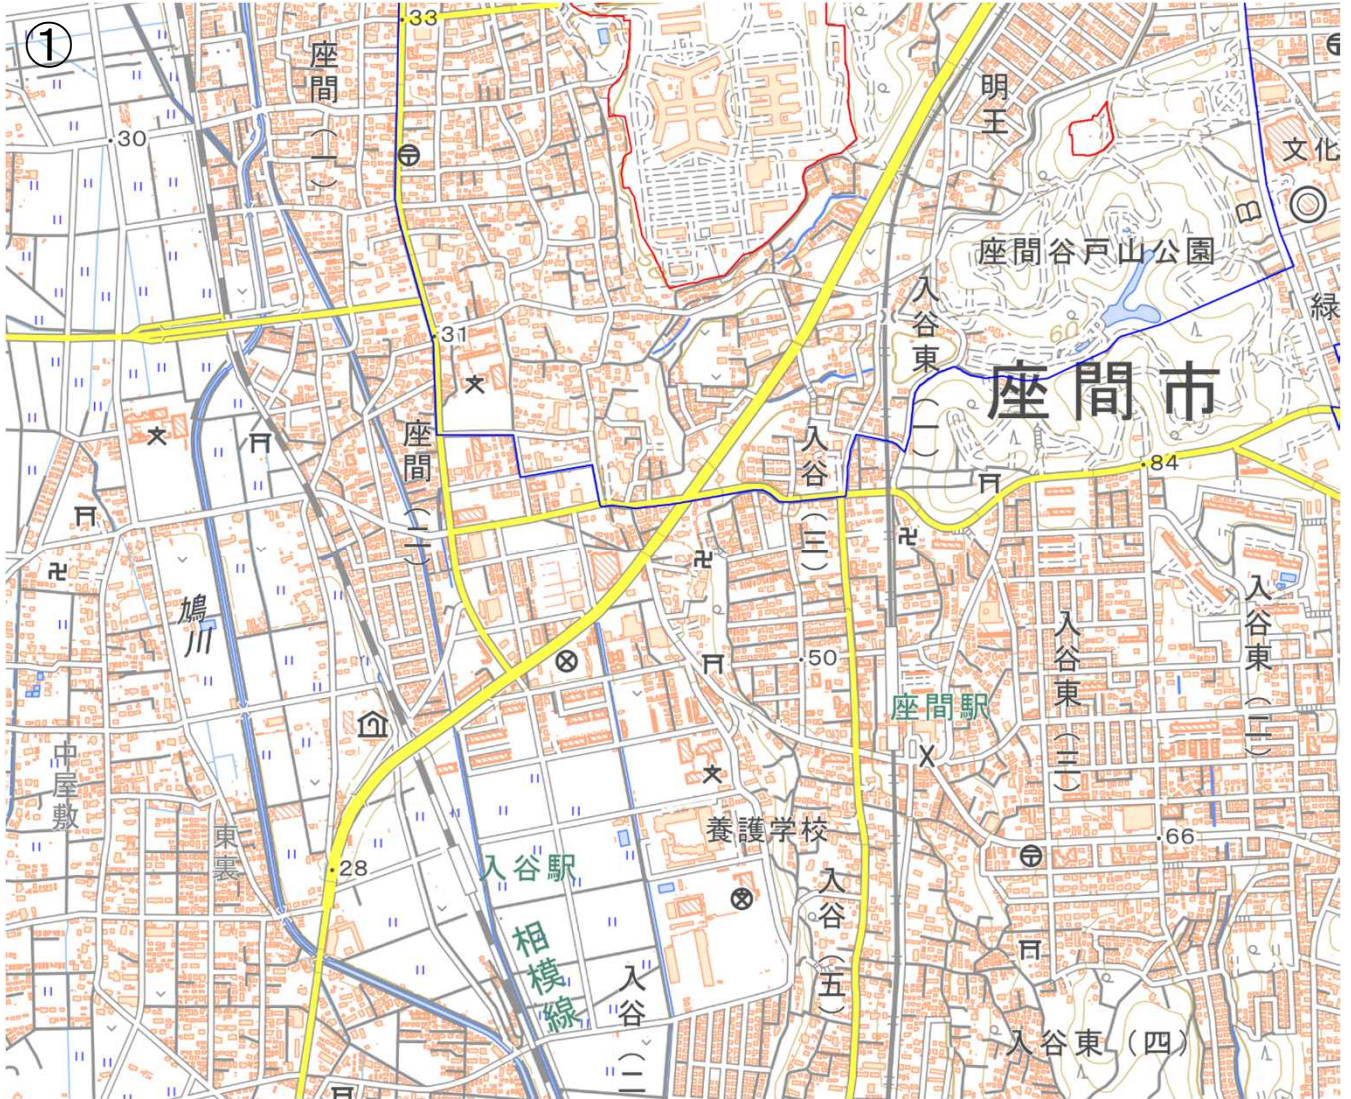 ①
33
座間（一）
明王
30
文化
座間谷戸山公園
入谷東（一）
緑
60
31
座間市
座間（二）
入谷（三）
84
鳩川
入谷東（二）
入谷東（三）
50
座間駅
中屋敷
東裏
養護学校
66
28
入谷駅
入谷（五）
相模線
入谷（二
入谷東（四）